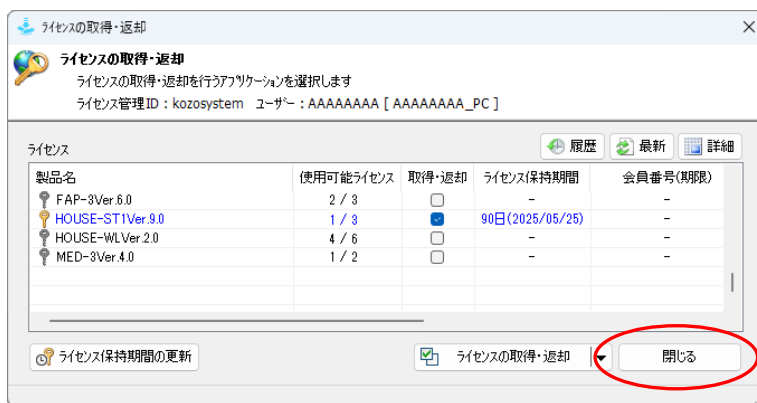 ライセンスの取得・返却
ライセンスの取得・返却
ライセンスの取得・返却を行うアプリケーションを選択します
ライセンス管理ID：kozosystem ユーザー：AAAAAAAA [ AAAAAAAA_PC ]
ライセンス 履歴 最新 詳細
製品名 使用可能ライセンス 取得・返却 ライセンス保持期間 会員番号(期限)
FAP-3Ver.6.0 2 / 3 - -
HOUSE-ST1Ver.9.0 1 / 3 90日(2025/05/25) -
HOUSE-WLVer.2.0 4 / 6 - -
MED-3Ver.4.0 1 / 2 - -
ライセンス保持期間の更新 ライセンスの取得・返却 閉じる